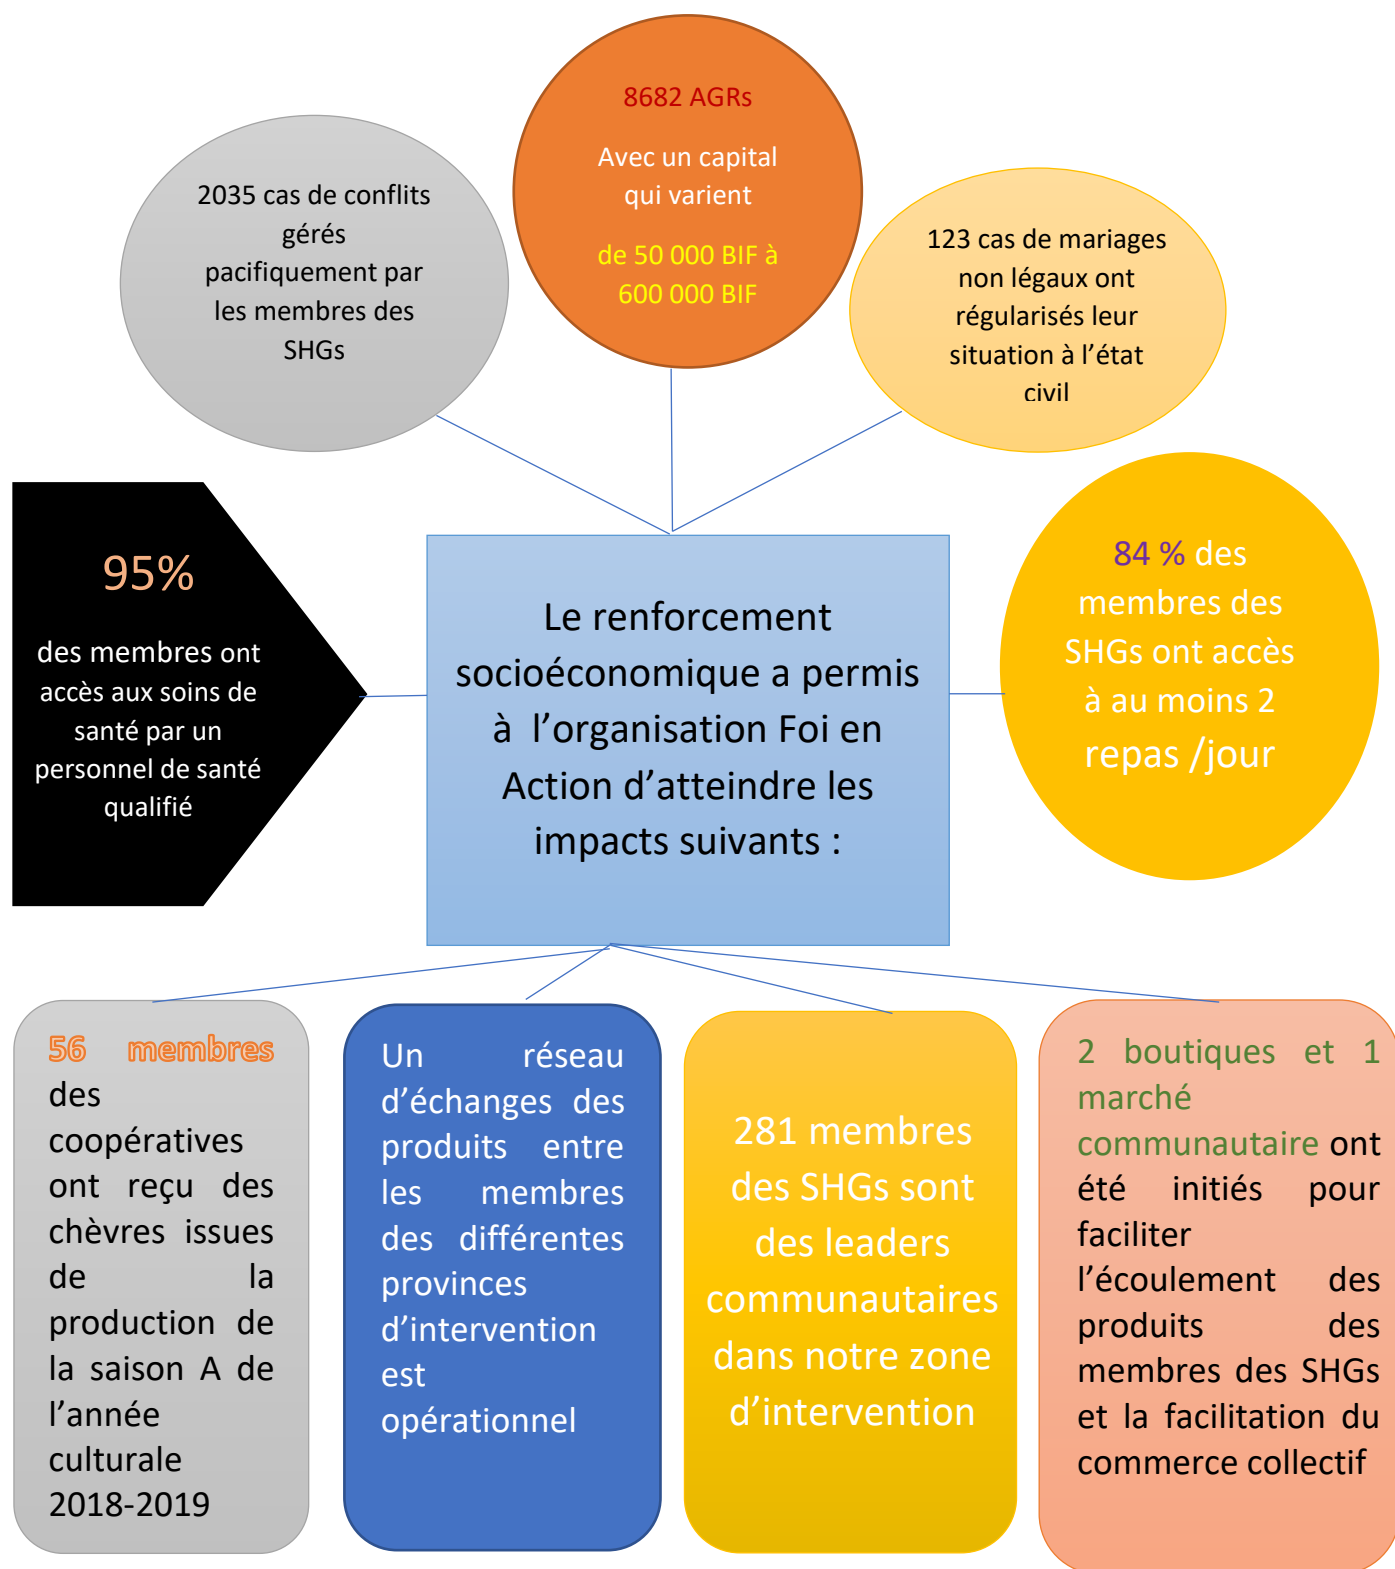 8682 AGRs
Avec un capital
qui varient
de 50 000 BIF à
600 000 BIF
2035 cas de conflits
gérés
pacifiquement par
les membres des
SHGs
123 cas de mariages
non légaux ont
régularisés leur
situation à l’état
civil
95%
des membres ont
accès aux soins de
santé par un
personnel de santé
qualifié
Le renforcement
socioéconomique a permis
à l’organisation Foi en
Action d’atteindre les
impacts suivants :
84 % des
membres des
SHGs ont accès
à au moins 2
repas /jour
56 membres
des
coopératives
ont reçu des
chèvres issues
de la
production de
la saison A de
l’année
culturale
2018-2019
Un réseau
d’échanges des
produits entre
les membres
des différentes
provinces
d’intervention
est
opérationnel
281 membres
des SHGs sont
des leaders
communautaires
dans notre zone
d’intervention
2 boutiques et 1
marché
communautaire ont
été initiés pour
faciliter
l’écoulement des
produits des
membres des SHGs
et la facilitation du
commerce collectif